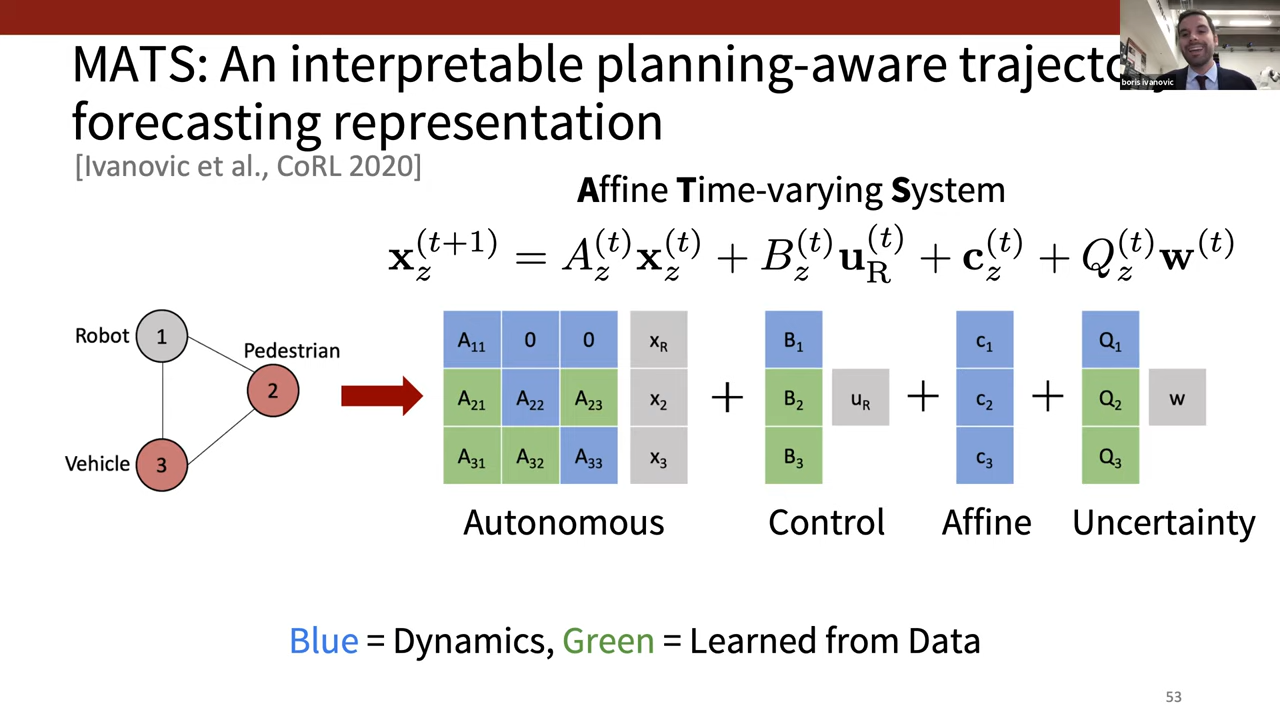 MATS: An interpretable planning-aware trajecto
forecasting representation
[Ivanovic et al., CoRL 2020]
boris ivanovic
Affine Time-varying System
x_z^(t+1) = A_z^(t) x_z^(t) + B_z^(t) u_R^(t) + c_z^(t) + Q_z^(t) w^(t)
Robot 1
Pedestrian
2
Vehicle 3
A11 0 0 xR B1 c1 Q1
A21 A22 A23 x2 + B2 uR + c2 + Q2 w
A31 A32 A33 x3 B3 c3 Q3
Autonomous Control Affine Uncertainty
Blue = Dynamics, Green = Learned from Data
53